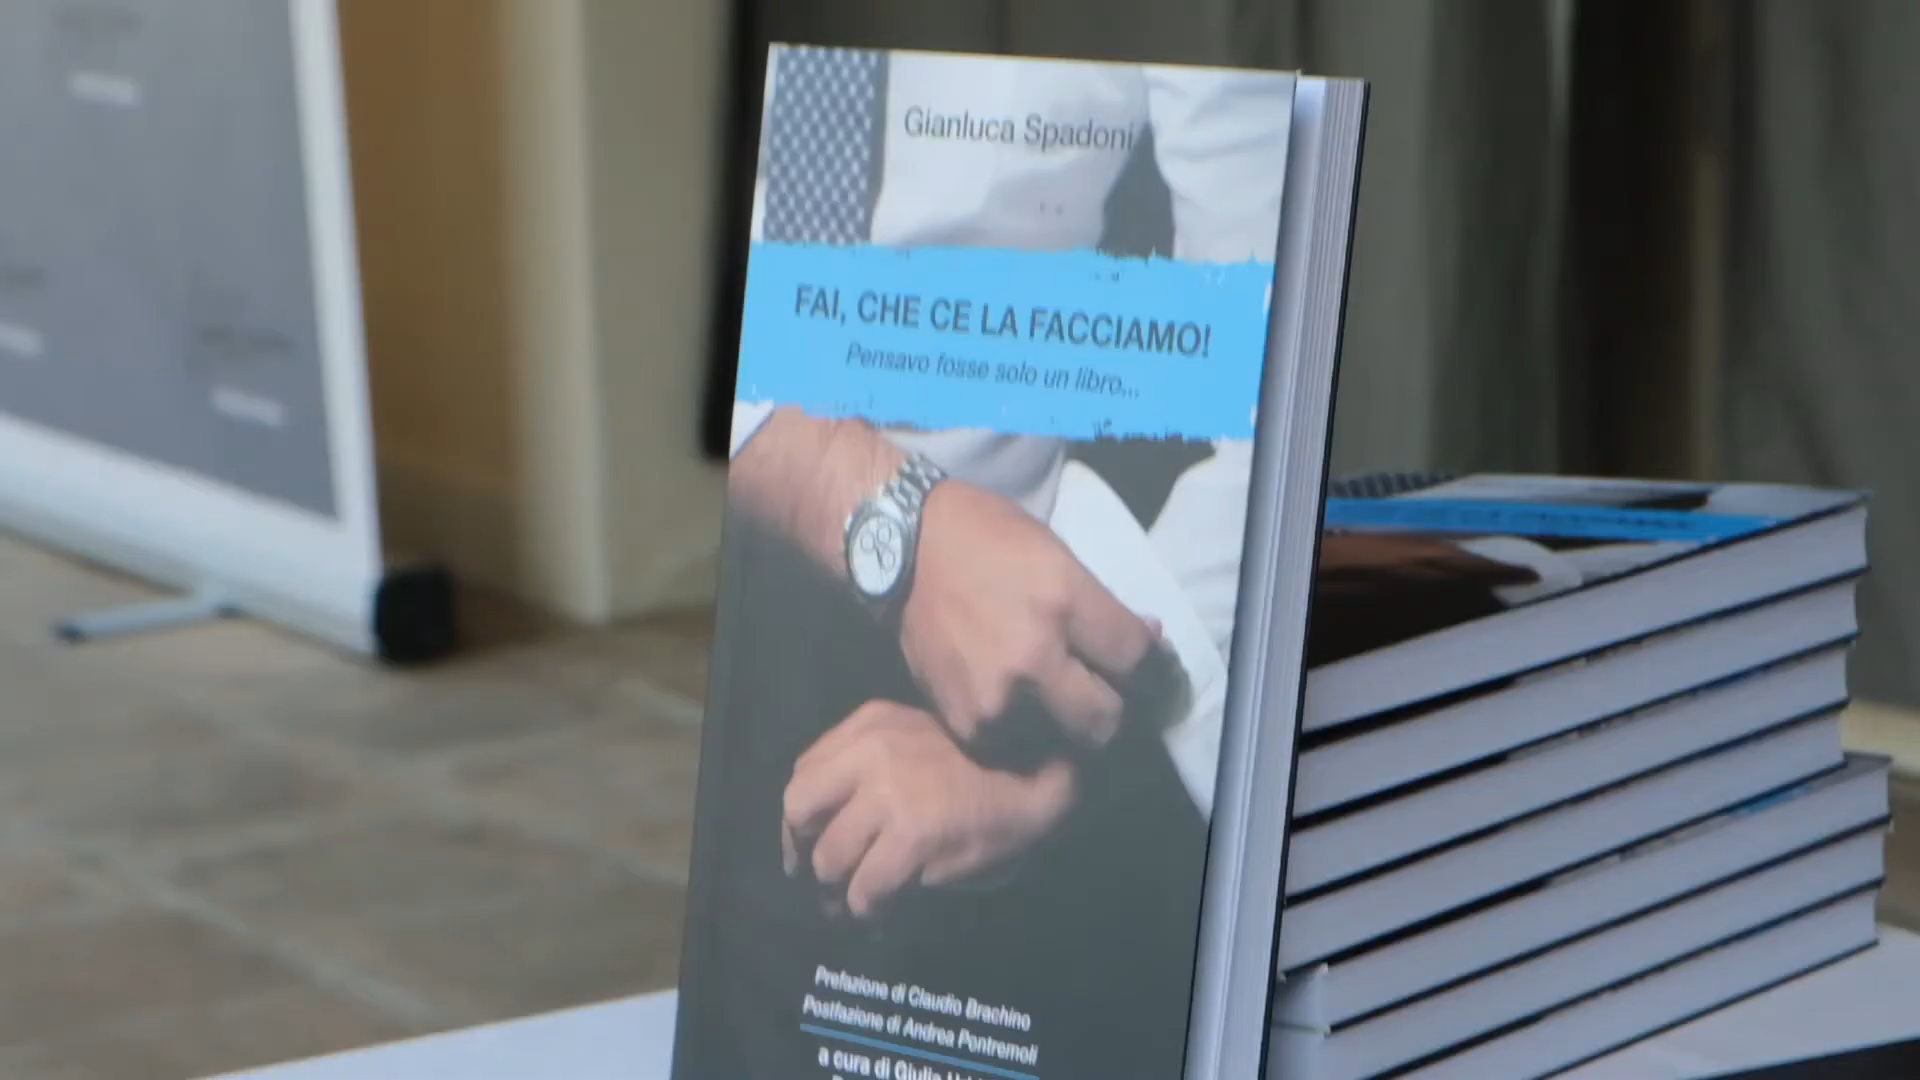 Gianluca Spadoni
FAI, CHE CE LA FACCIAMO!
Pensavo fosse solo un libro...
Prefazione di Claudio Brachino
Postfazione di Andrea Pontremoli
a cura di Giulia